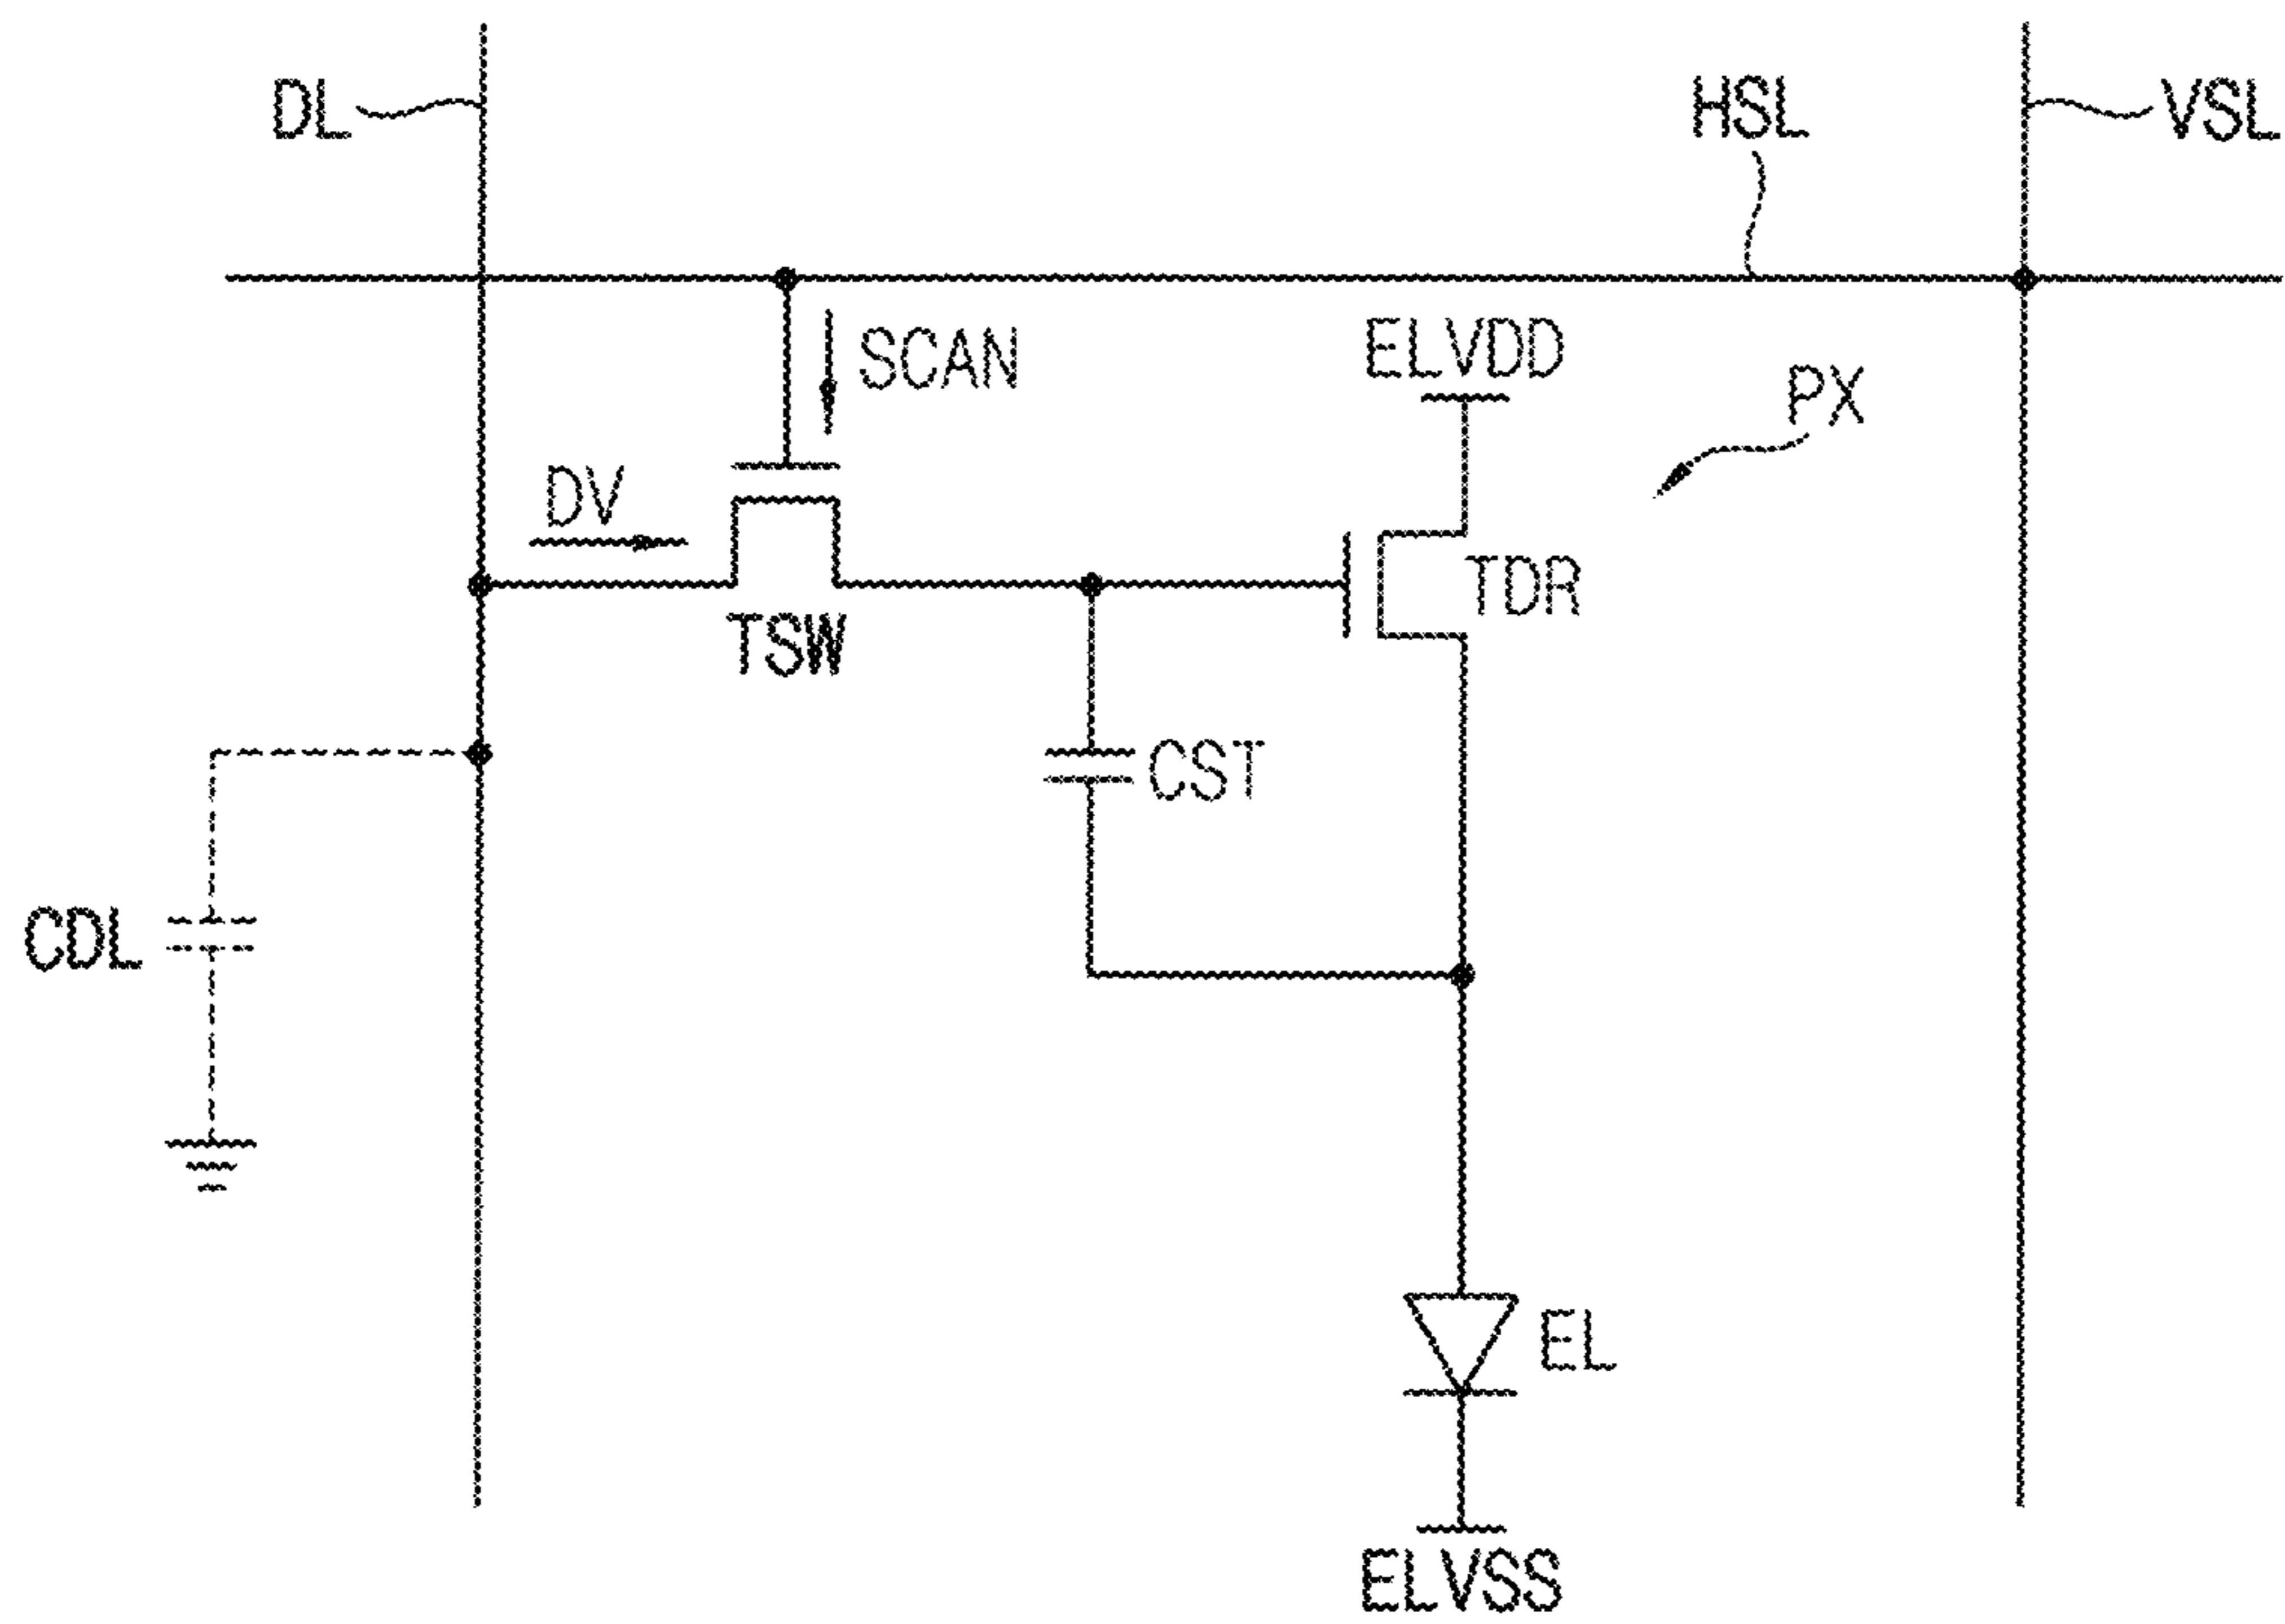 DL
HSL
VSL
SCAN
ELVDD
PX
DV
TDR
TSW
CST
CDL
EL
ELVSS